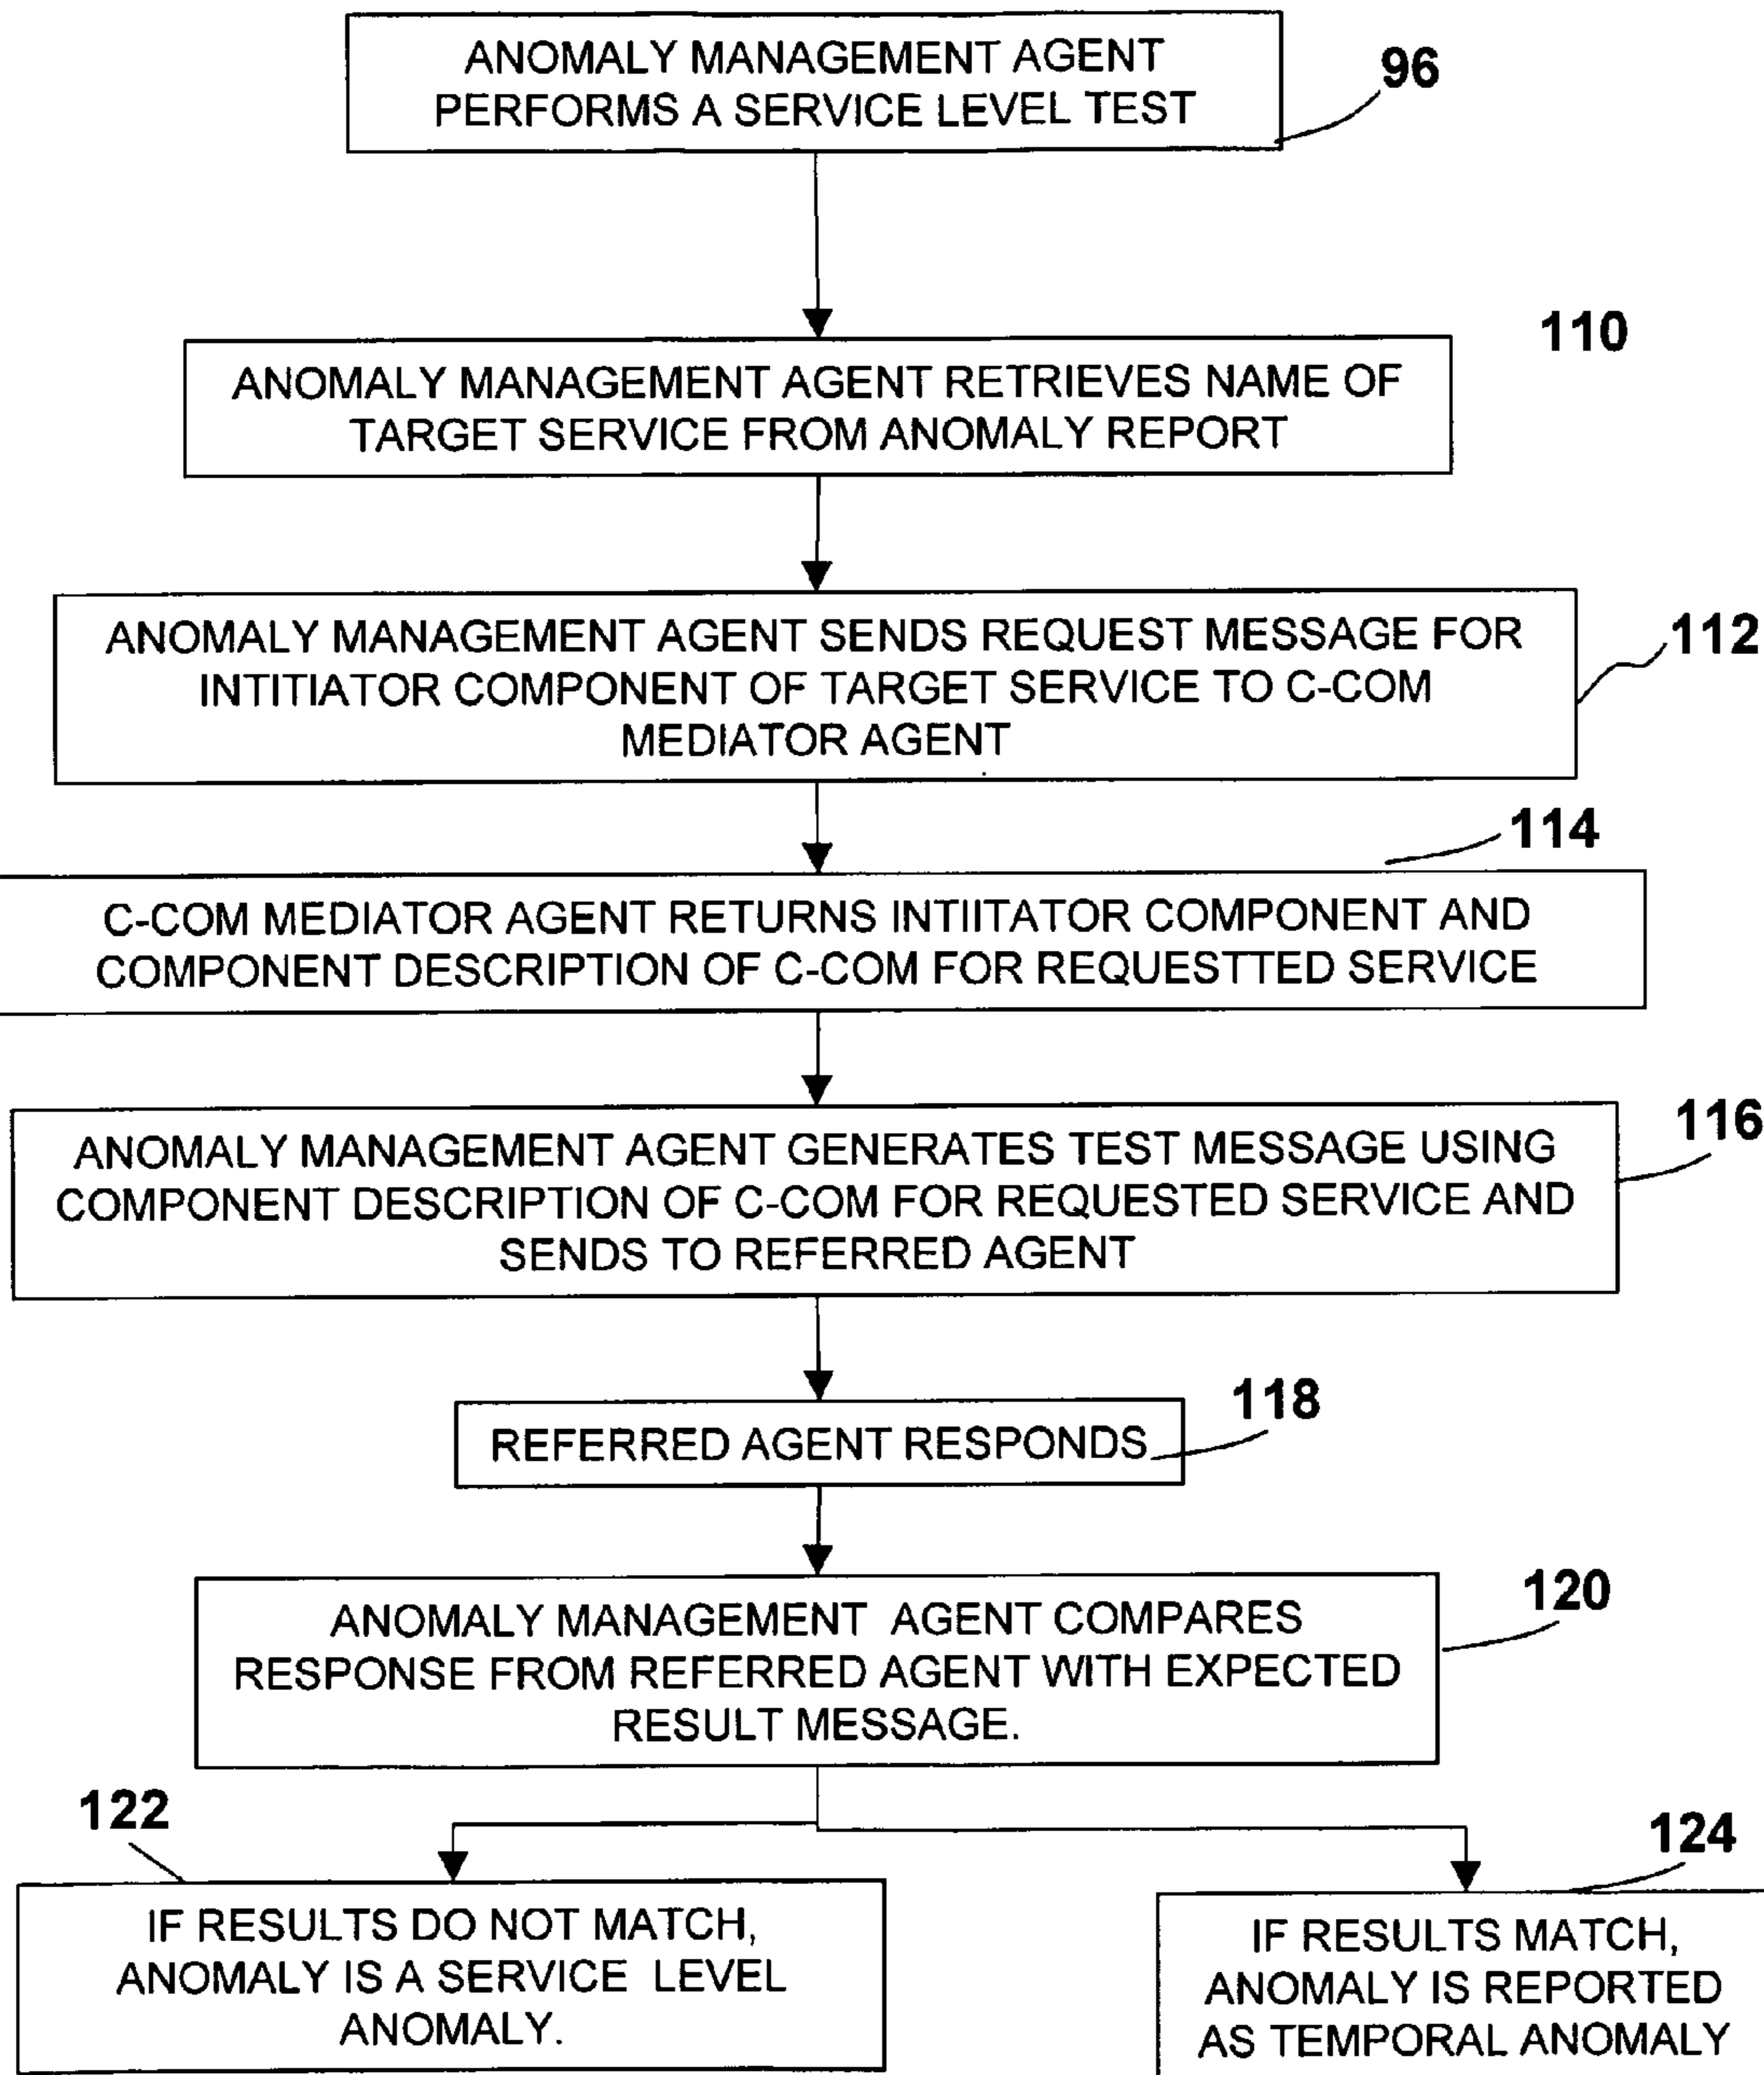 ANOMALY MANAGEMENT AGENT
PERFORMS A SERVICE LEVEL TEST
96
110
ANOMALY MANAGEMENT AGENT RETRIEVES NAME OF
TARGET SERVICE FROM ANOMALY REPORT
ANOMALY MANAGEMENT AGENT SENDS REQUEST MESSAGE FOR
INTITIATOR COMPONENT OF TARGET SERVICE TO C-COM
MEDIATOR AGENT
112
114
C-COM MEDIATOR AGENT RETURNS INTIITATOR COMPONENT AND
COMPONENT DESCRIPTION OF C-COM FOR REQUESTTED SERVICE
116
ANOMALY MANAGEMENT AGENT GENERATES TEST MESSAGE USING
COMPONENT DESCRIPTION OF C-COM FOR REQUESTED SERVICE AND
SENDS TO REFERRED AGENT
118
REFERRED AGENT RESPONDS
120
ANOMALY MANAGEMENT AGENT COMPARES
RESPONSE FROM REFERRED AGENT WITH EXPECTED
RESULT MESSAGE.
122
IF RESULTS DO NOT MATCH,
ANOMALY IS A SERVICE LEVEL
ANOMALY.
124
IF RESULTS MATCH,
ANOMALY IS REPORTED
AS TEMPORAL ANOMALY